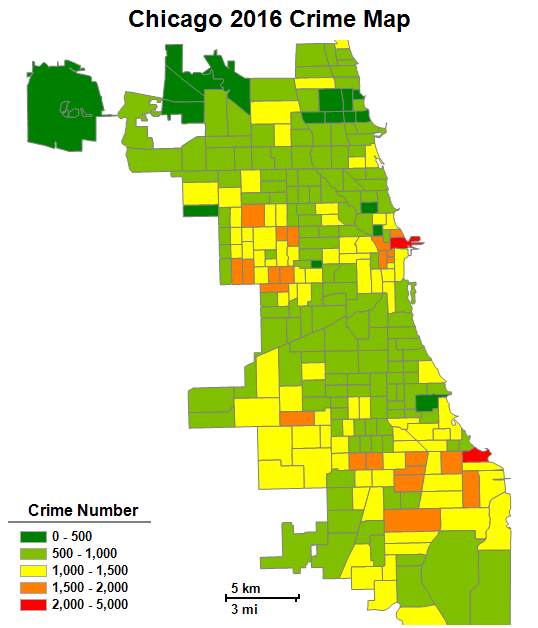 Chicago 2016 Crime Map
Crime Number
0 - 500
500 - 1,000
1,000 - 1,500
1,500 - 2,000
2,000 - 5,000
5 km
3 mi